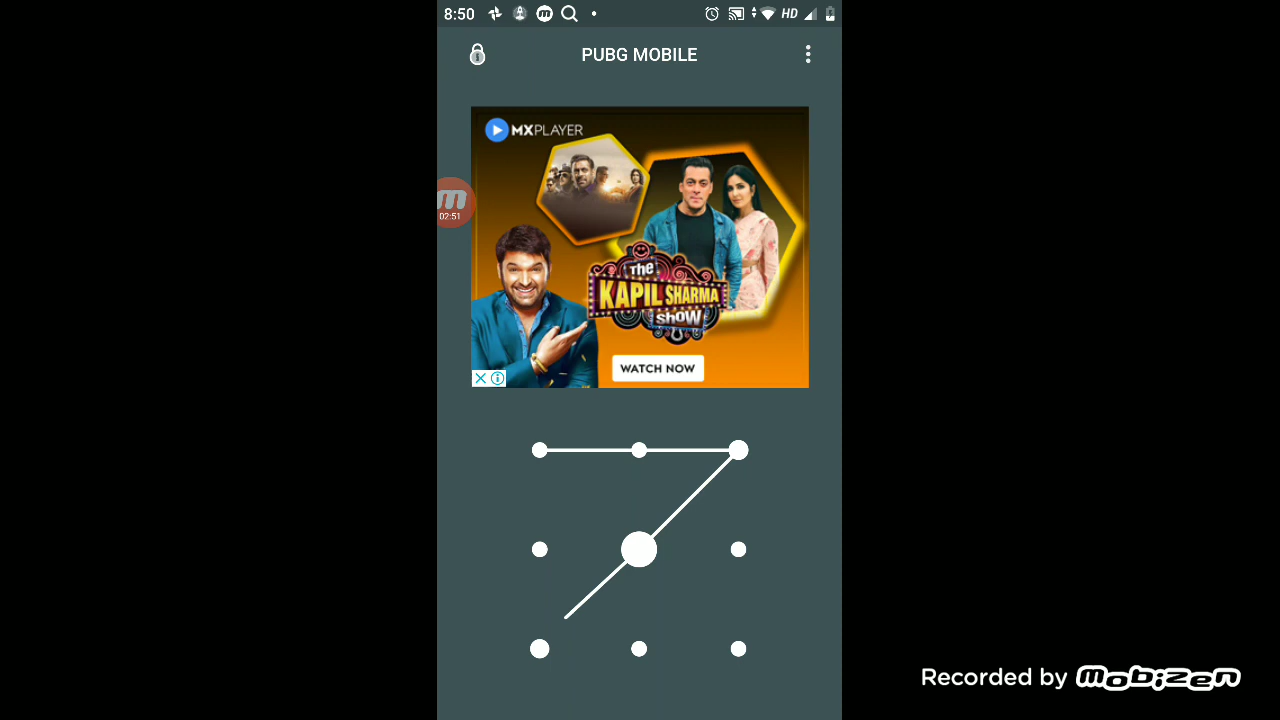 8:50 HD
PUBG MOBILE
MXPLAYER
02:51
The
KAPIL SHARMA
SHOW
WATCH NOW
Recorded by mobizen